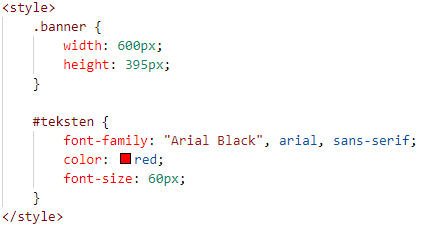 <style>
    .banner {
        width: 600px;
        height: 395px;
    }

    #teksten {
        font-family: "Arial Black", arial, sans-serif;
        color: red;
        font-size: 60px;
    }
</style>